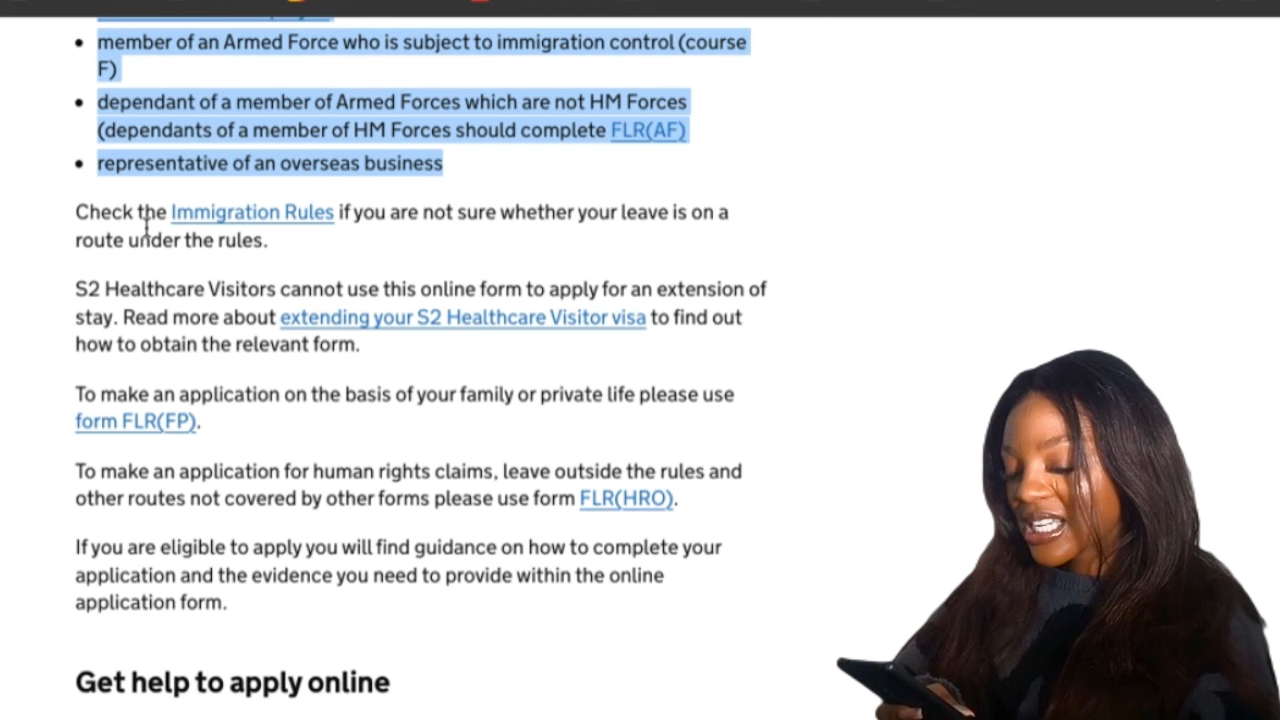 member of an Armed Force who is subject to immigration control (course
F)
dependant of a member of Armed Forces which are not HM Forces
(dependants of a member of HM Forces should complete FLR(AF)
representative of an overseas business
Check the Immigration Rules if you are not sure whether your leave is on a
route under the rules.
S2 Healthcare Visitors cannot use this online form to apply for an extension of
stay. Read more about extending your S2 Healthcare Visitor visa to find out
how to obtain the relevant form.
To make an application on the basis of your family or private life please use
form FLR(FP).
To make an application for human rights claims, leave outside the rules and
other routes not covered by other forms please use form FLR(HRO).
If you are eligible to apply you will find guidance on how to complete your
application and the evidence you need to provide within the online
application form.
Get help to apply online